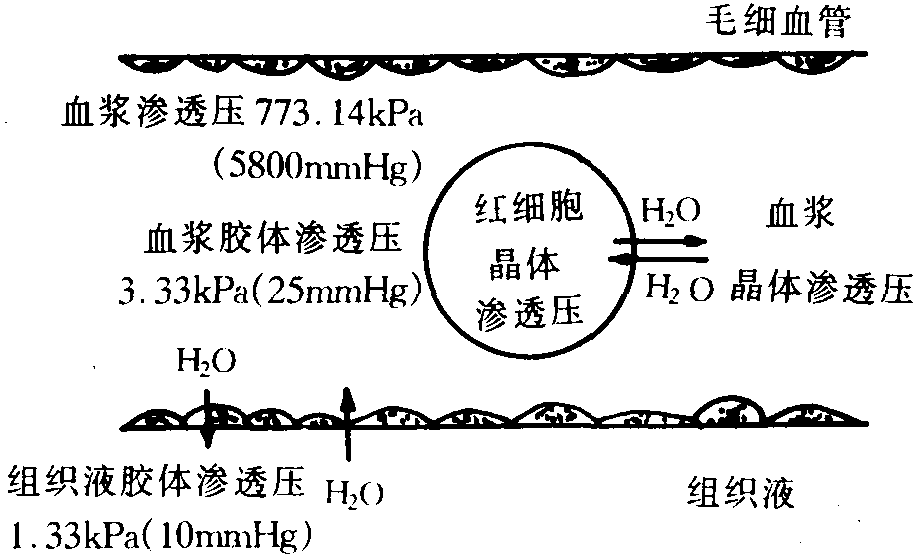 毛细血管
血浆渗透压 773.14kPa
(5800mmHg)
红细胞
晶体
渗透压
H₂O
血浆
血浆胶体渗透压
3.33kPa(25mmHg)
H₂O 晶体渗透压
H₂O
组织液胶体渗透压
1.33kPa(10mmHg)
H₂O
组织液